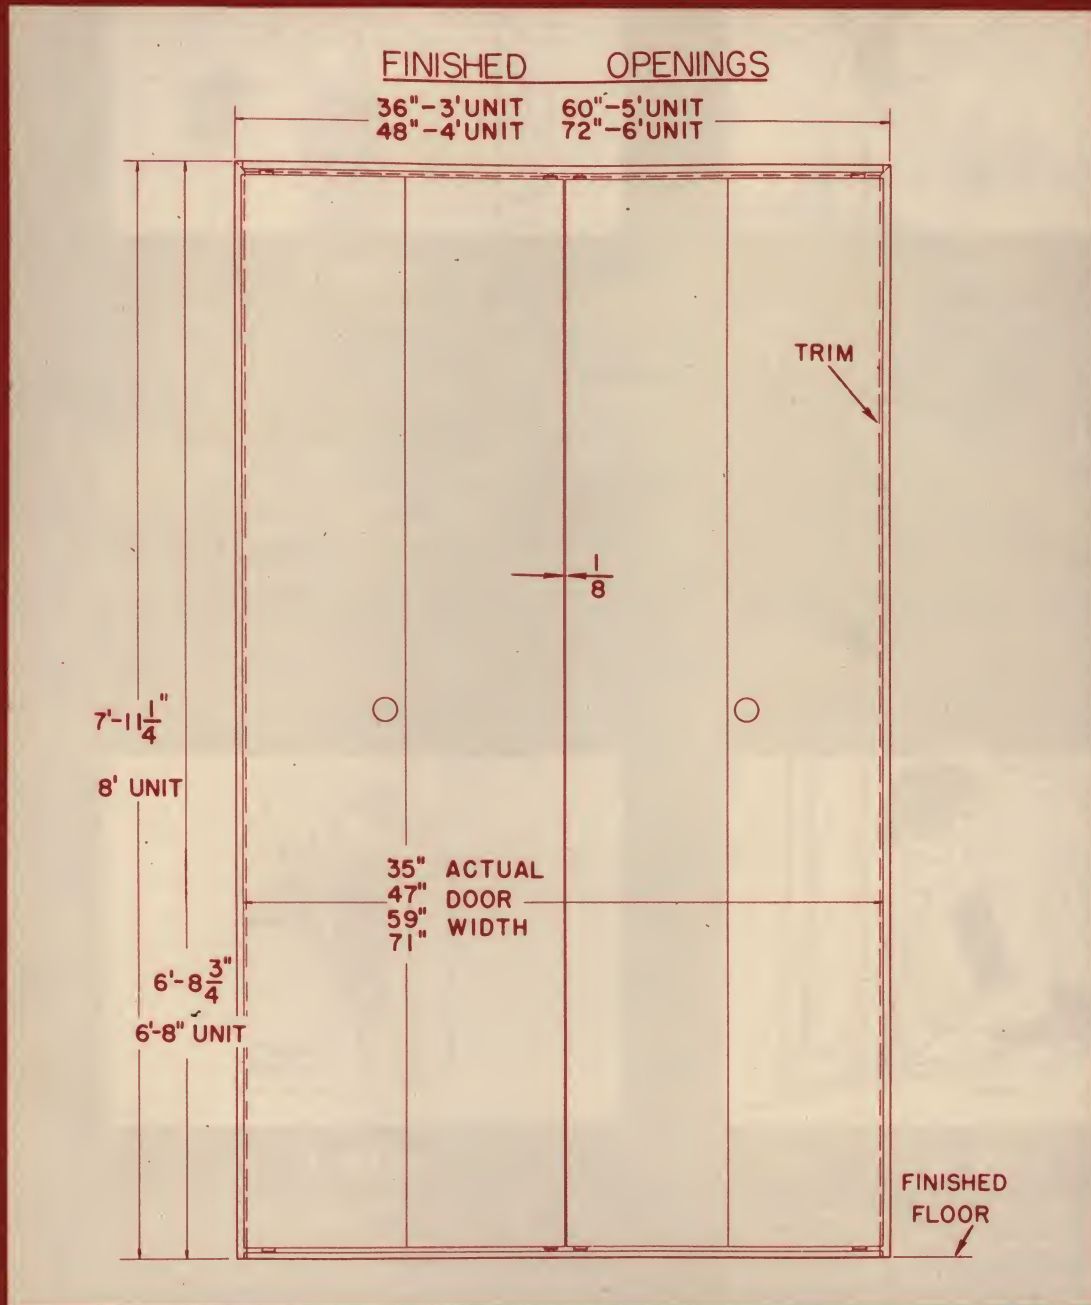 FINISHED OPENINGS
36"-3' UNIT 60"-5' UNIT
48"-4' UNIT 72"-6' UNIT
TRIM
1/8
7'-11 1/4"
8' UNIT
35" ACTUAL
47" DOOR
59" WIDTH
71"
6'-8 3/4"
6'-8" UNIT
FINISHED
FLOOR